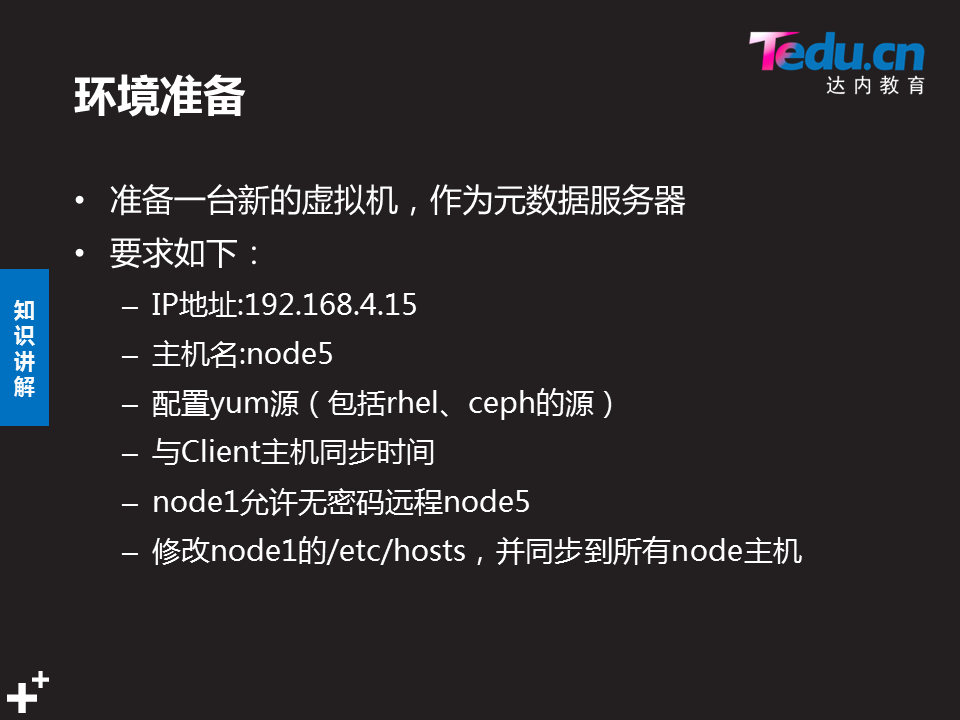 Tedu.cn
达内教育
环境准备
• 准备一台新的虚拟机，作为元数据服务器
• 要求如下：
– IP地址:192.168.4.15
– 主机名:node5
– 配置yum源（包括rhel、ceph的源）
– 与Client主机同步时间
– node1允许无密码远程node5
– 修改node1的/etc/hosts，并同步到所有node主机
知识讲解